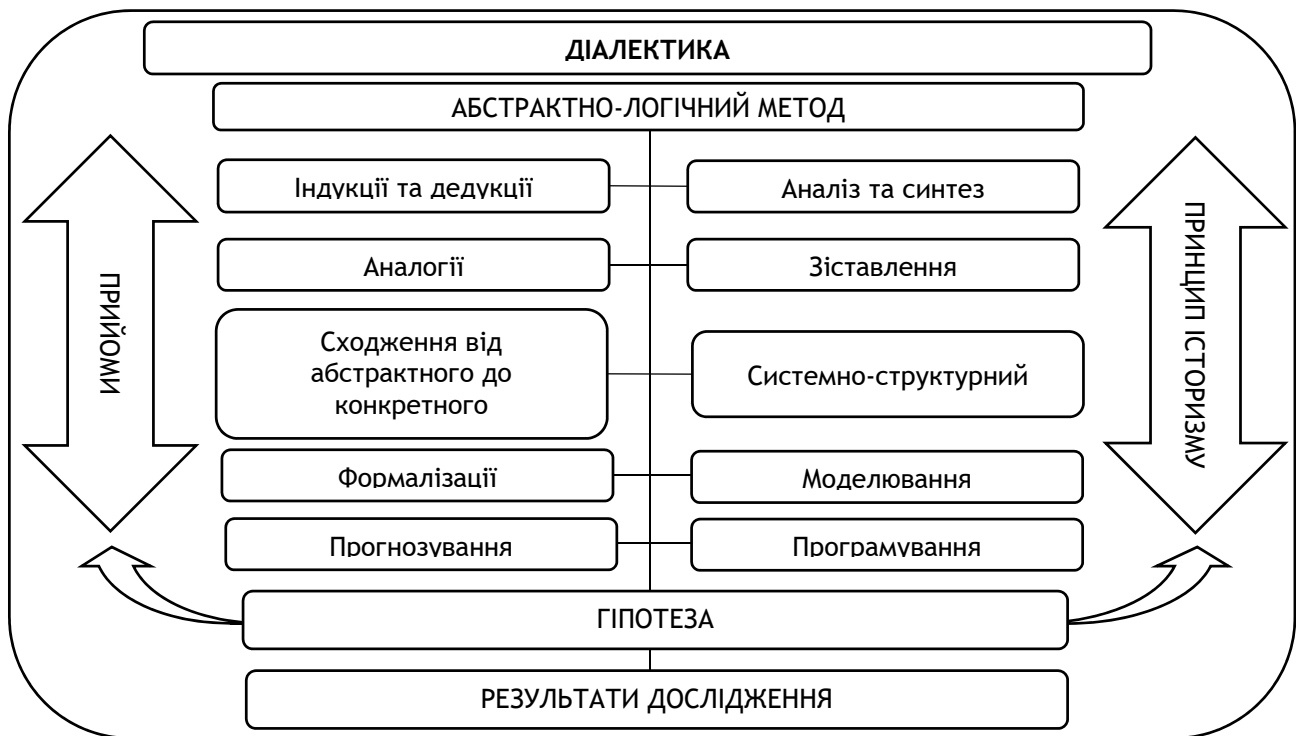 ДІАЛЕКТИКА
АБСТРАКТНО-ЛОГІЧНИЙ МЕТОД
Індукції та дедукції
Аналіз та синтез
Аналогії
Зіставлення
ПРИЙОМИ
ПРИНЦИП ІСТОРИЗМУ
Сходження від
абстрактного до
конкретного
Системно-структурний
Формалізації
Моделювання
Прогнозування
Програмування
ГІПОТЕЗА
РЕЗУЛЬТАТИ ДОСЛІДЖЕННЯ